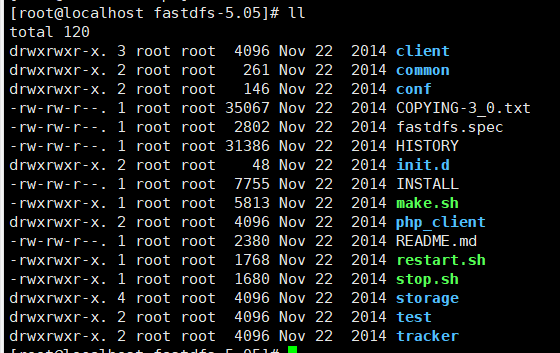 [root@localhost fastdfs-5.05]# ll
total 120
drwxrwxr-x. 3 root root  4096 Nov 22  2014 client
drwxrwxr-x. 2 root root   261 Nov 22  2014 common
drwxrwxr-x. 2 root root   146 Nov 22  2014 conf
-rw-rw-r--. 1 root root 35067 Nov 22  2014 COPYING-3_0.txt
-rw-rw-r--. 1 root root  2802 Nov 22  2014 fastdfs.spec
-rw-rw-r--. 1 root root 31386 Nov 22  2014 HISTORY
drwxrwxr-x. 2 root root    48 Nov 22  2014 init.d
-rw-rw-r--. 1 root root  7755 Nov 22  2014 INSTALL
-rwxrwxr-x. 1 root root  5813 Nov 22  2014 make.sh
drwxrwxr-x. 2 root root  4096 Nov 22  2014 php_client
-rw-rw-r--. 1 root root  2380 Nov 22  2014 README.md
-rwxrwxr-x. 1 root root  1768 Nov 22  2014 restart.sh
-rwxrwxr-x. 1 root root  1680 Nov 22  2014 stop.sh
drwxrwxr-x. 4 root root  4096 Nov 22  2014 storage
drwxrwxr-x. 2 root root  4096 Nov 22  2014 test
drwxrwxr-x. 2 root root  4096 Nov 22  2014 tracker
[root@localhost fastdfs-5.05]#